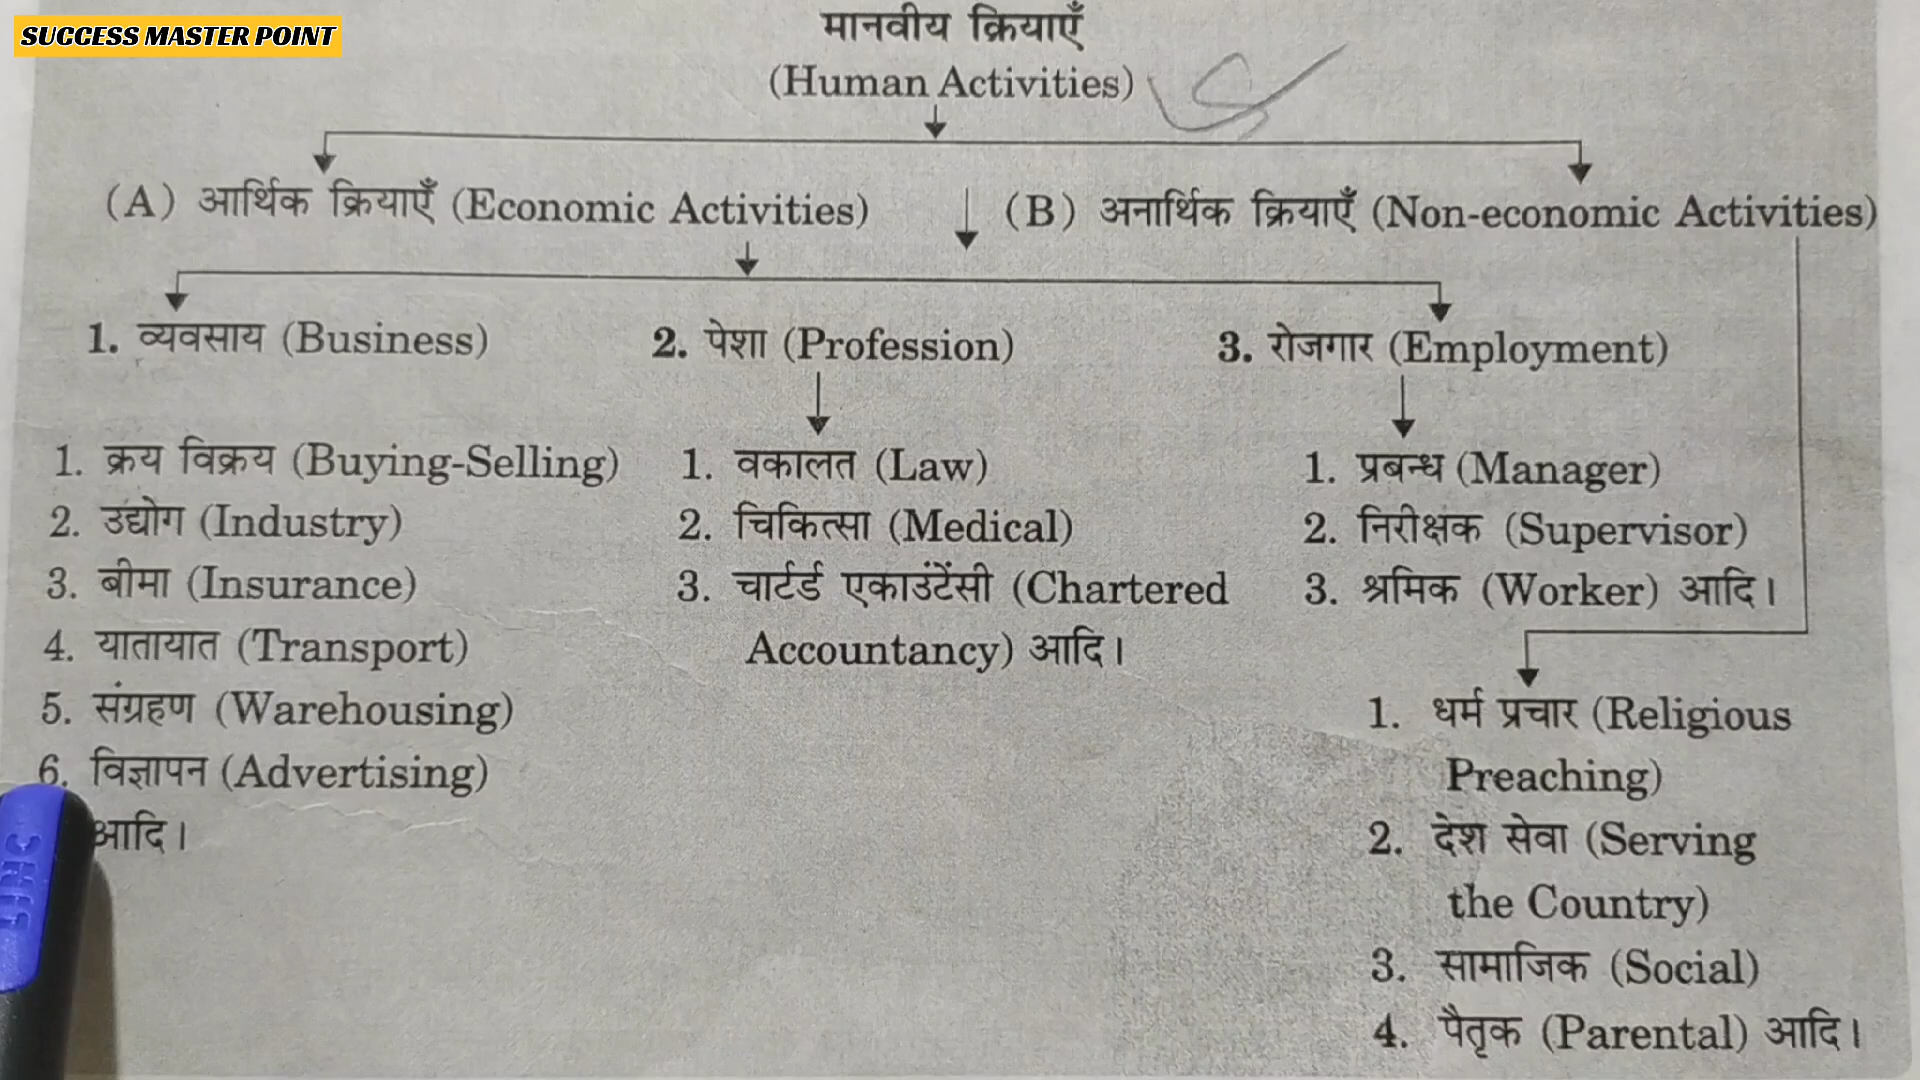 SUCCESS MASTER POINT
मानवीय क्रियाएँ
(Human Activities)
(A) आर्थिक क्रियाएँ (Economic Activities)
(B) अनार्थिक क्रियाएँ (Non-economic Activities)
1. व्यवसाय (Business)
2. पेशा (Profession)
3. रोजगार (Employment)
1. क्रय विक्रय (Buying-Selling)
2. उद्योग (Industry)
3. बीमा (Insurance)
4. यातायात (Transport)
5. संग्रहण (Warehousing)
6. विज्ञापन (Advertising)
आदि।
1. वकालत (Law)
2. चिकित्सा (Medical)
3. चार्टर्ड एकाउंटेंसी (Chartered
Accountancy) आदि।
1. प्रबन्ध (Manager)
2. निरीक्षक (Supervisor)
3. श्रमिक (Worker) आदि।
1. धर्म प्रचार (Religious
Preaching)
2. देश सेवा (Serving
the Country)
3. सामाजिक (Social)
4. पैतृक (Parental) आदि।